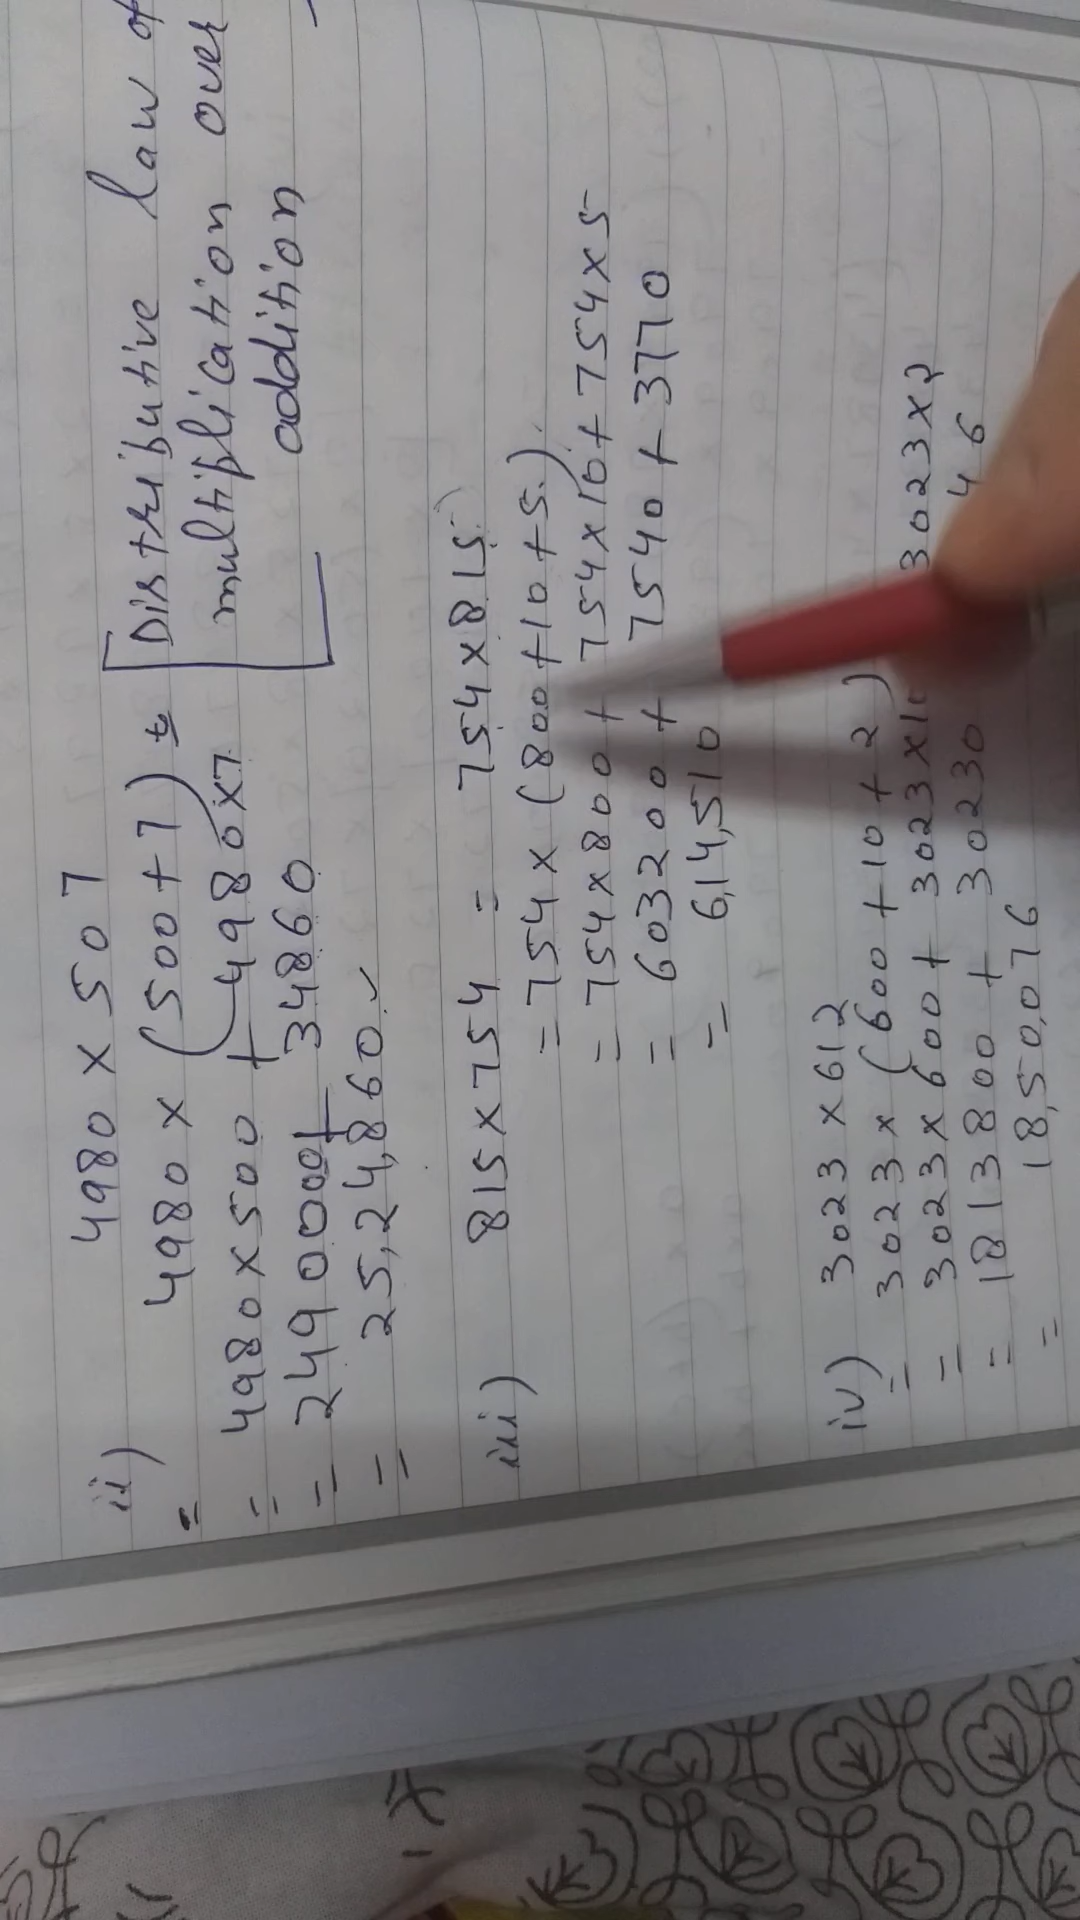 ii) 4980 x 507
= 4980 x (500 + 7) [Distributive law of
= 4980 x 500 + 4980 x 7 multiplication over
= 2490000 + 34860 addition
= 25,24,860
iii) 815 x 754 = 754 x 815
= 754 x (800 + 10 + 5)
= 754 x 800 + 754 x 10 + 754 x 5
= 603200 + 7540 + 3770
= 6,14,510
iv) 3023 x 612
= 3023 x (600 + 10 + 2)
= 3023 x 600 + 3023 x 3023 x 2
= 1813800 + 30230 46
= 18,50,076